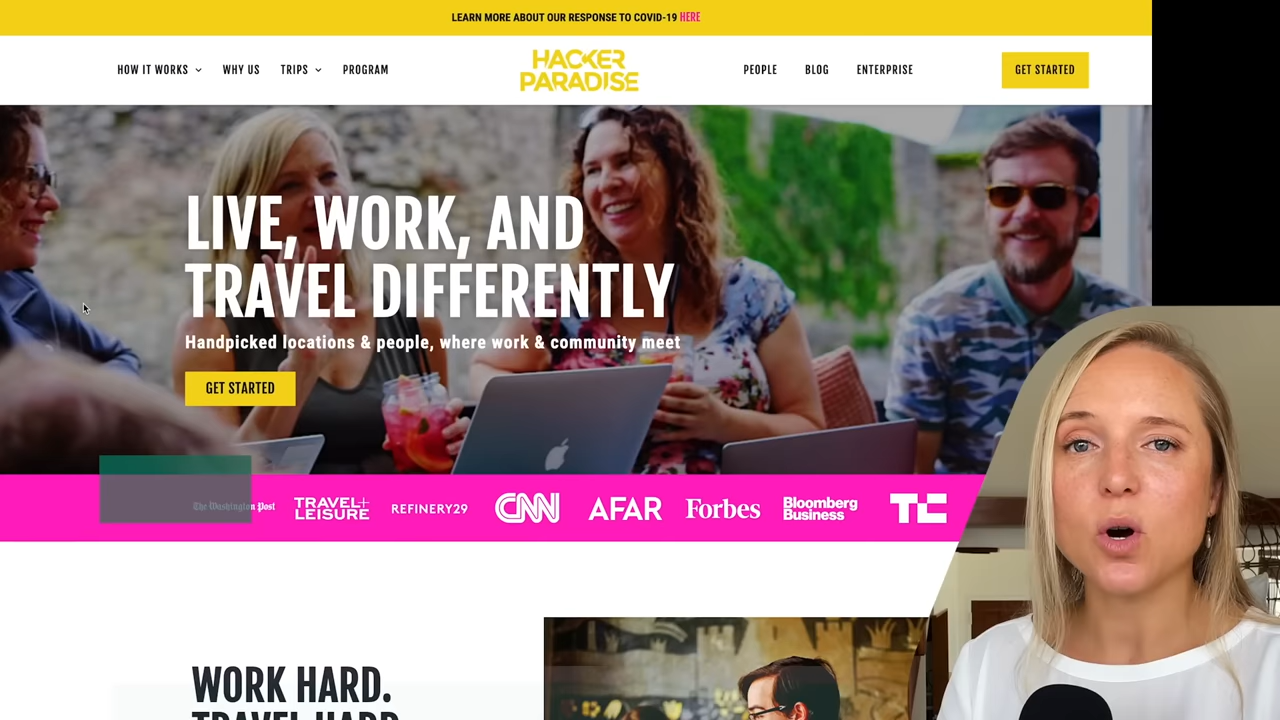 LEARN MORE ABOUT OUR RESPONSE TO COVID-19 HERE
HOW IT WORKS WHY US TRIPS PROGRAM
HACKER
PARADISE
PEOPLE BLOG ENTERPRISE
GET STARTED
LIVE, WORK, AND
TRAVEL DIFFERENTLY
Handpicked locations & people, where work & community meet
GET STARTED
The Washington Post
TRAVEL+
LEISURE
REFINERY29
CNN
AFAR
Forbes
Bloomberg
Business
TC
WORK HARD.
TRAVEL HARD.